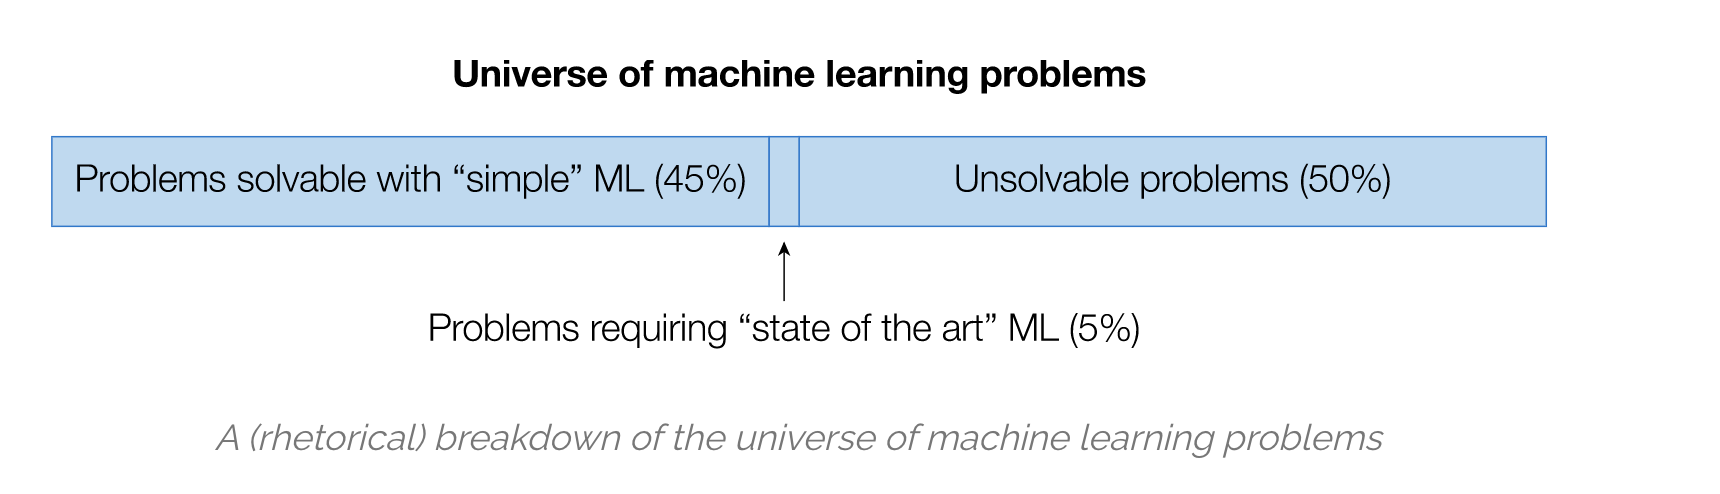 Universe of machine learning problems
Problems solvable with “simple” ML (45%)
Unsolvable problems (50%)
Problems requiring “state of the art” ML (5%)
A (rhetorical) breakdown of the universe of machine learning problems